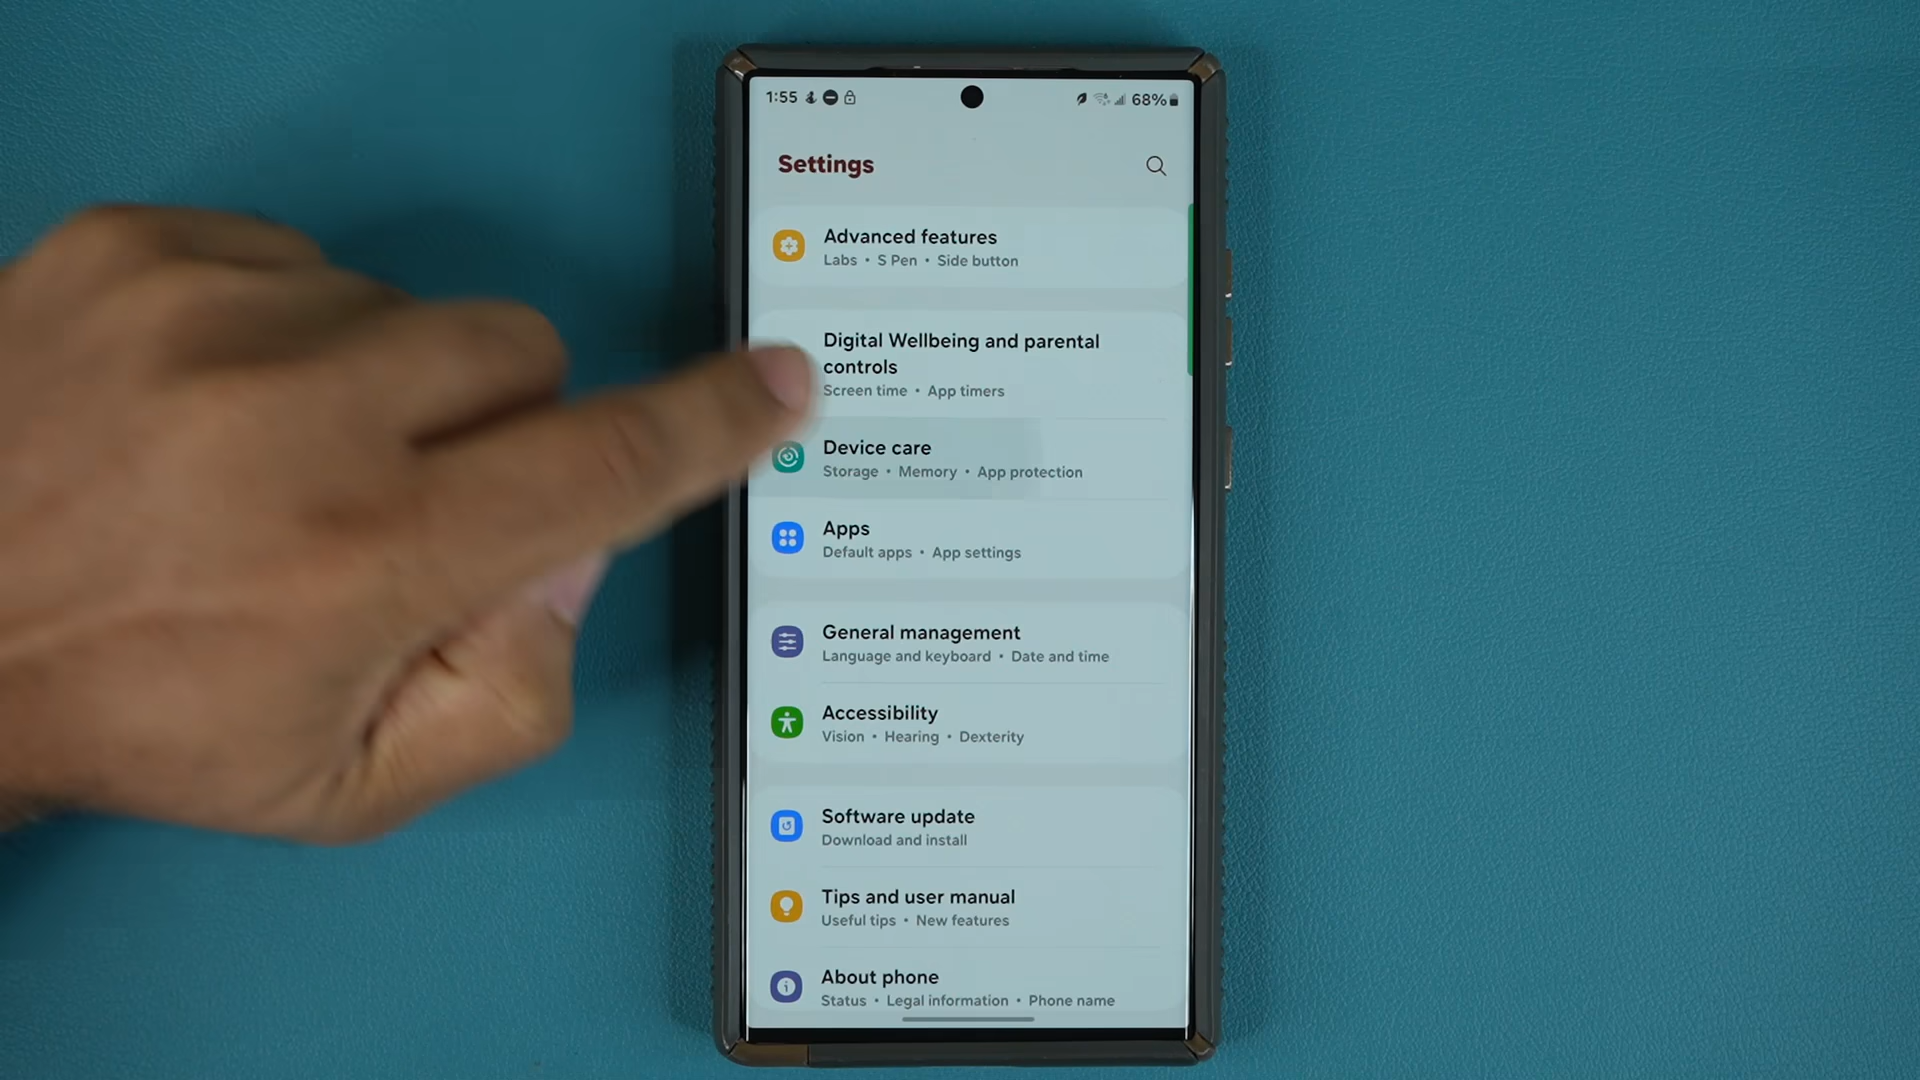 1:55 68%
Settings
Advanced features
Labs • S Pen • Side button
Digital Wellbeing and parental
controls
Screen time • App timers
Device care
Storage • Memory • App protection
Apps
Default apps • App settings
General management
Language and keyboard • Date and time
Accessibility
Vision • Hearing • Dexterity
Software update
Download and install
Tips and user manual
Useful tips • New features
About phone
Status • Legal information • Phone name